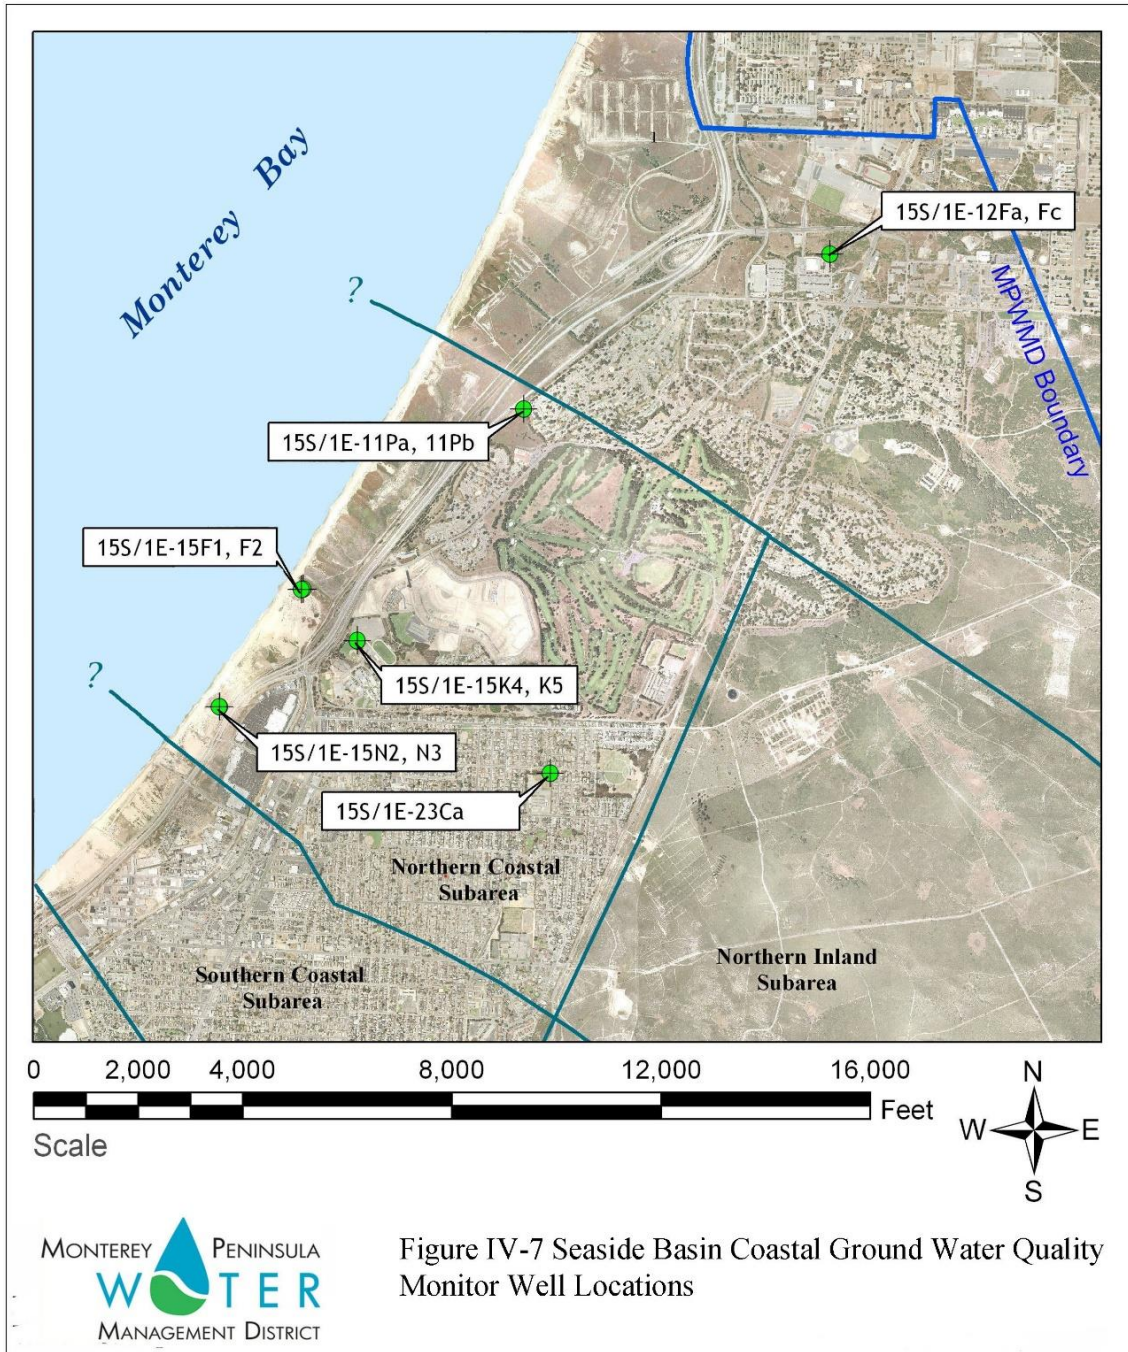 Monterey Bay
15S/1E-12Fa, Fc
?
MPWMD Boundary
15S/1E-11Pa, 11Pb
15S/1E-15F1, F2
?
15S/1E-15K4, K5
15S/1E-15N2, N3
15S/1E-23Ca
Northern Coastal
Subarea
Northern Inland
Subarea
Southern Coastal
Subarea
0 2,000 4,000 8,000 12,000 16,000
Feet
Scale
N
W E
S
MONTEREY PENINSULA
WATER
MANAGEMENT DISTRICT
Figure IV-7 Seaside Basin Coastal Ground Water Quality
Monitor Well Locations